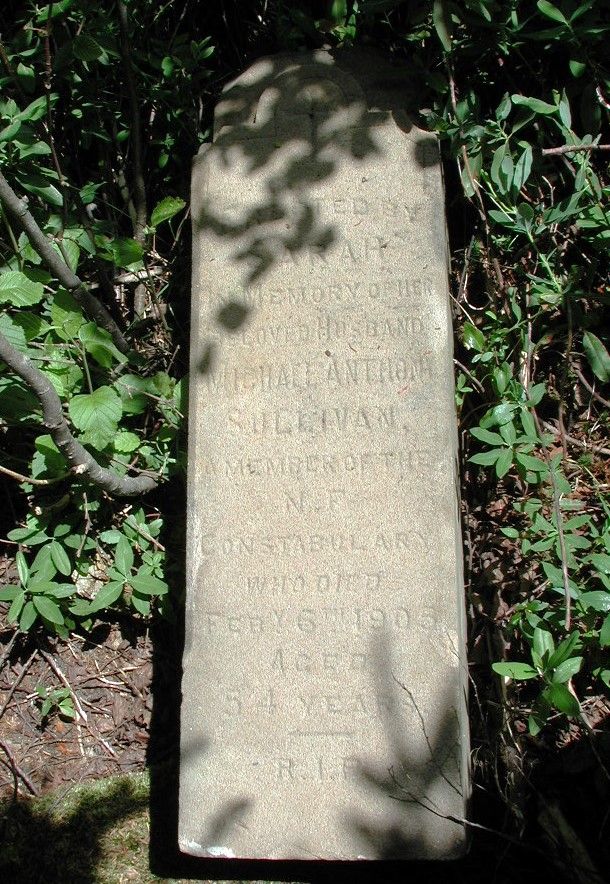 ERECTED BY
SARAH
IN MEMORY OF HER
BELOVED HUSBAND
MICHAEL ANTHONY
SULLIVAN,
A MEMBER OF THE
N.F.
CONSTABULARY
WHO DIED
FEBY 6TH
AGED
54 YEARS
R.I.P.